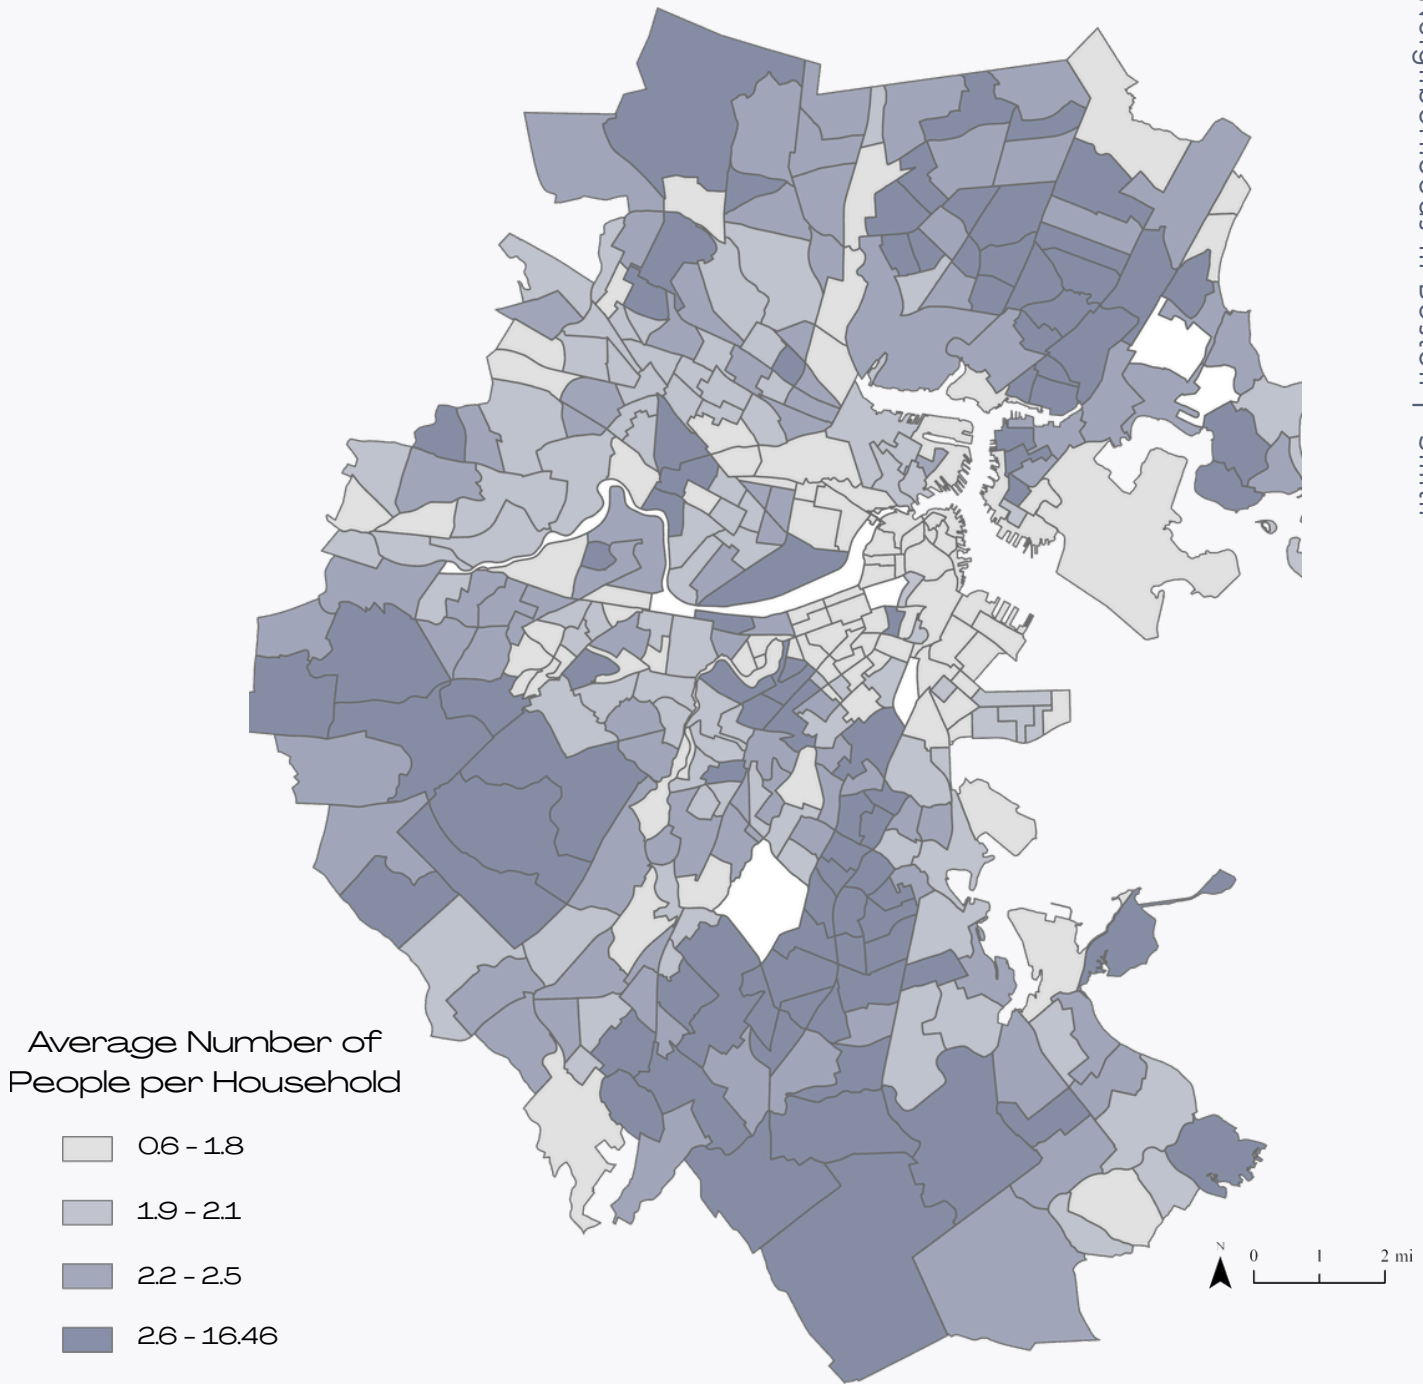 Average Number of
People per Household
0.6 - 1.8
1.9 - 2.1
2.2 - 2.5
2.6 - 16.46
N
0 1 2 mi